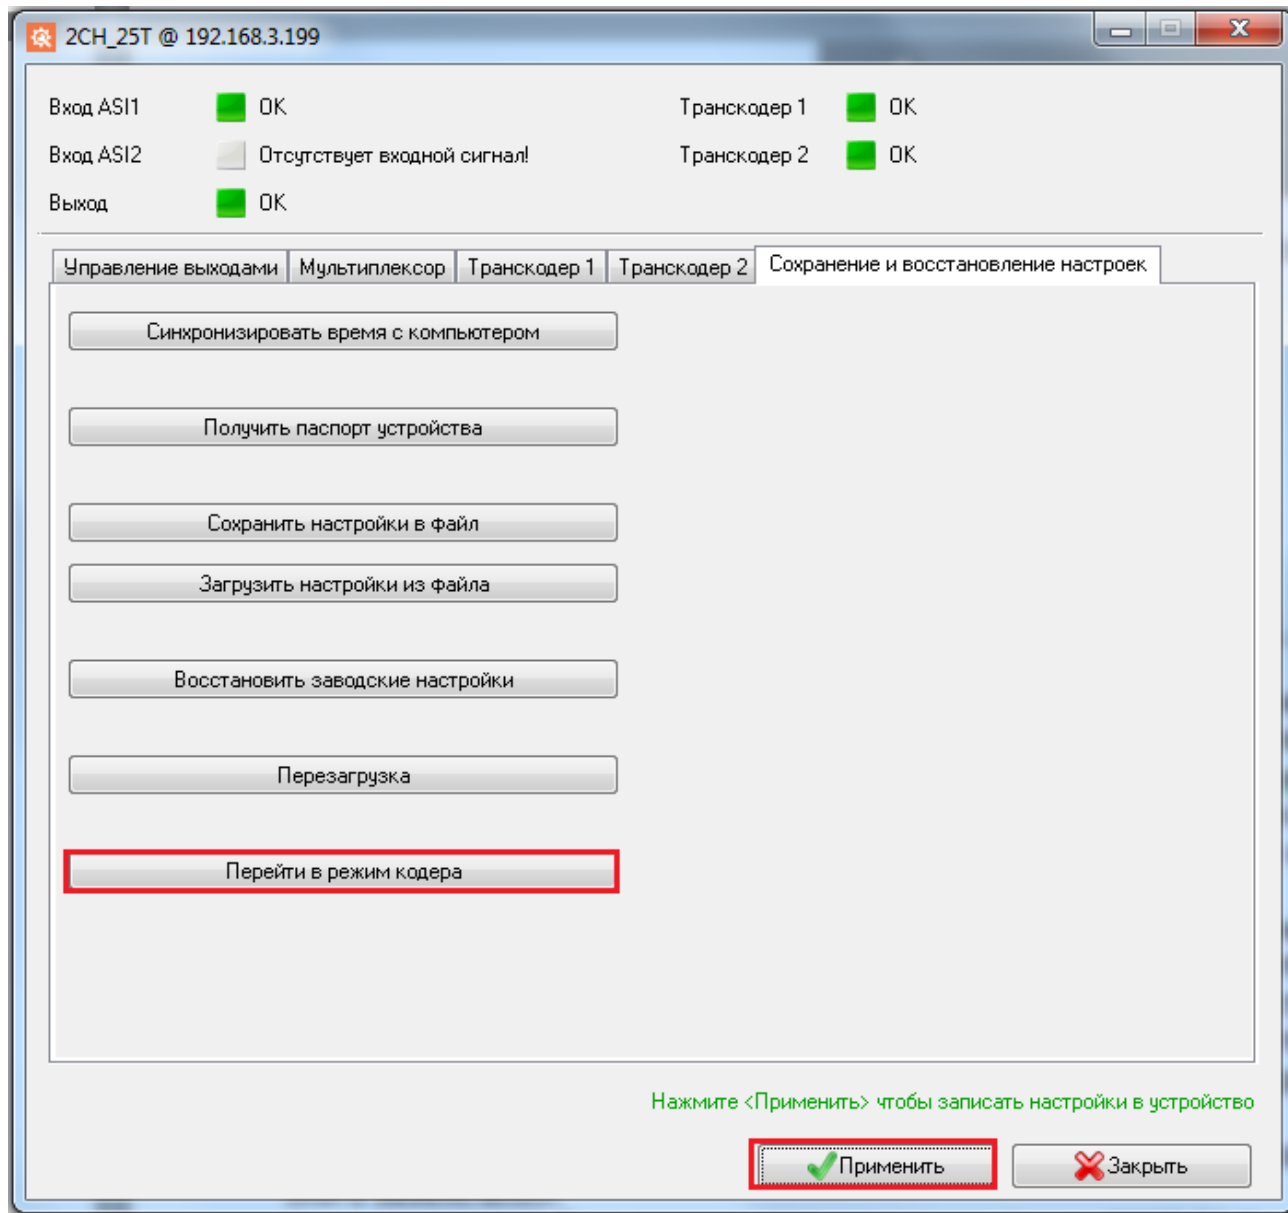 2CH_25T @ 192.168.3.199
Вход ASI1 OK Транскодер 1 OK
Вход ASI2 Отсутствует входной сигнал! Транскодер 2 OK
Выход OK
Управление выходами Мультиплексор Транскодер 1 Транскодер 2 Сохранение и восстановление настроек
Синхронизировать время с компьютером
Получить паспорт устройства
Сохранить настройки в файл
Загрузить настройки из файла
Восстановить заводские настройки
Перезагрузка
Перейти в режим кодера
Нажмите <Применить> чтобы записать настройки в устройство
Применить Закрыть